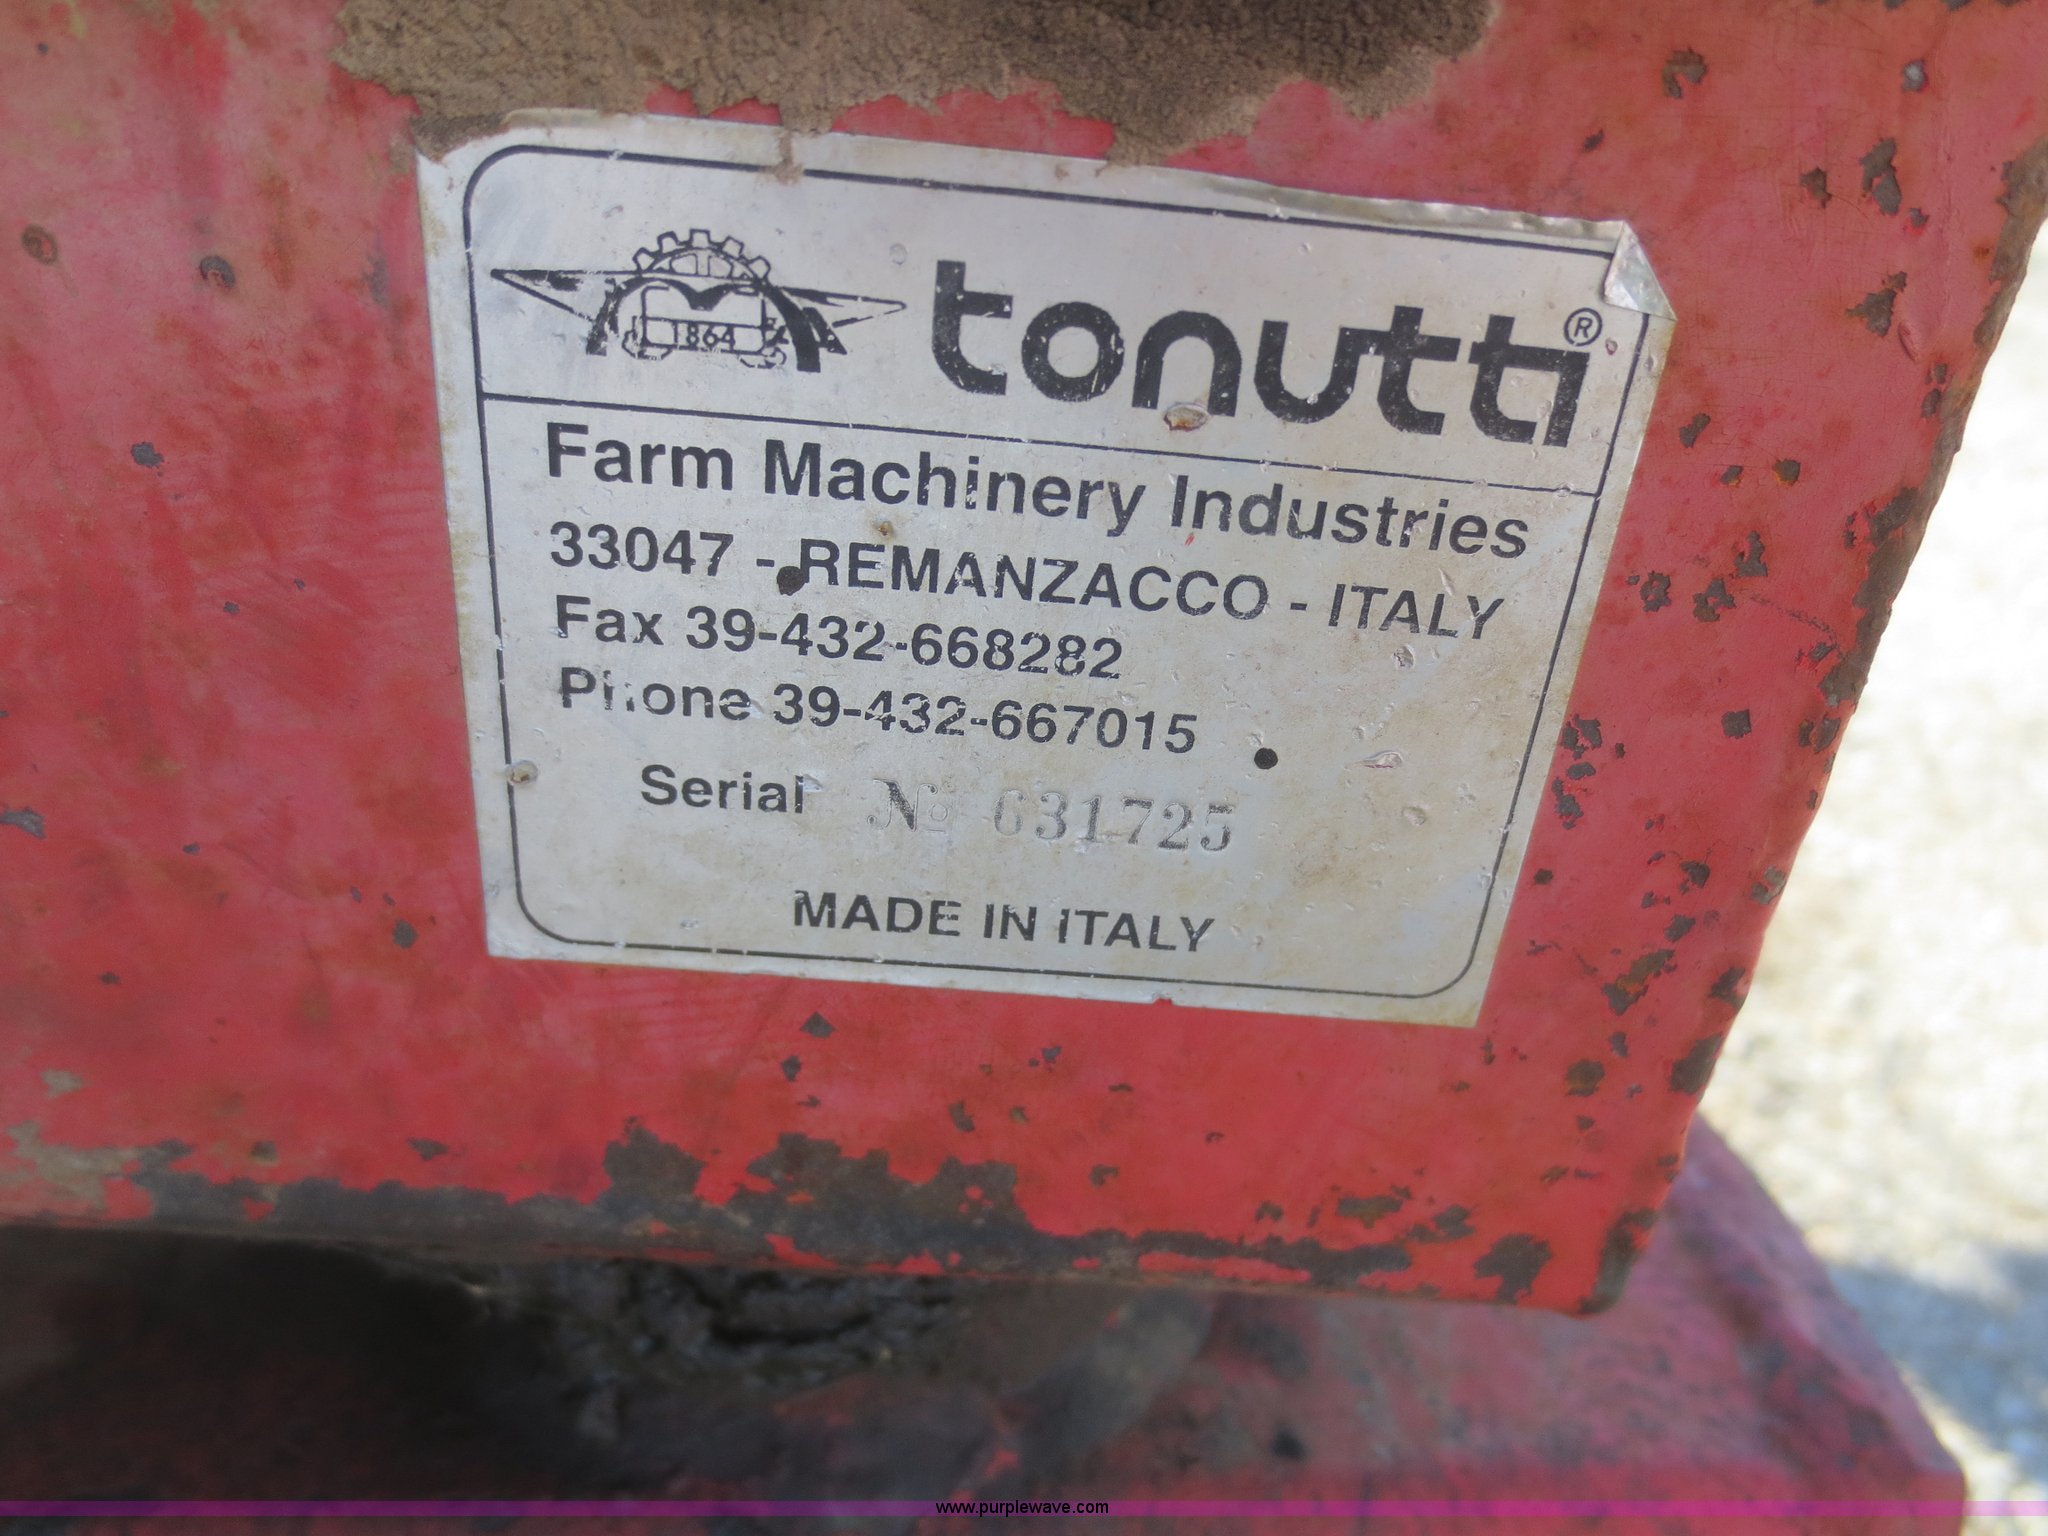 1864
tonutti®
Farm Machinery Industries
33047 - REMANZACCO - ITALY
Fax 39-432-668282
Phone 39-432-667015
Serial № 631725
MADE IN ITALY
www.purplewave.com